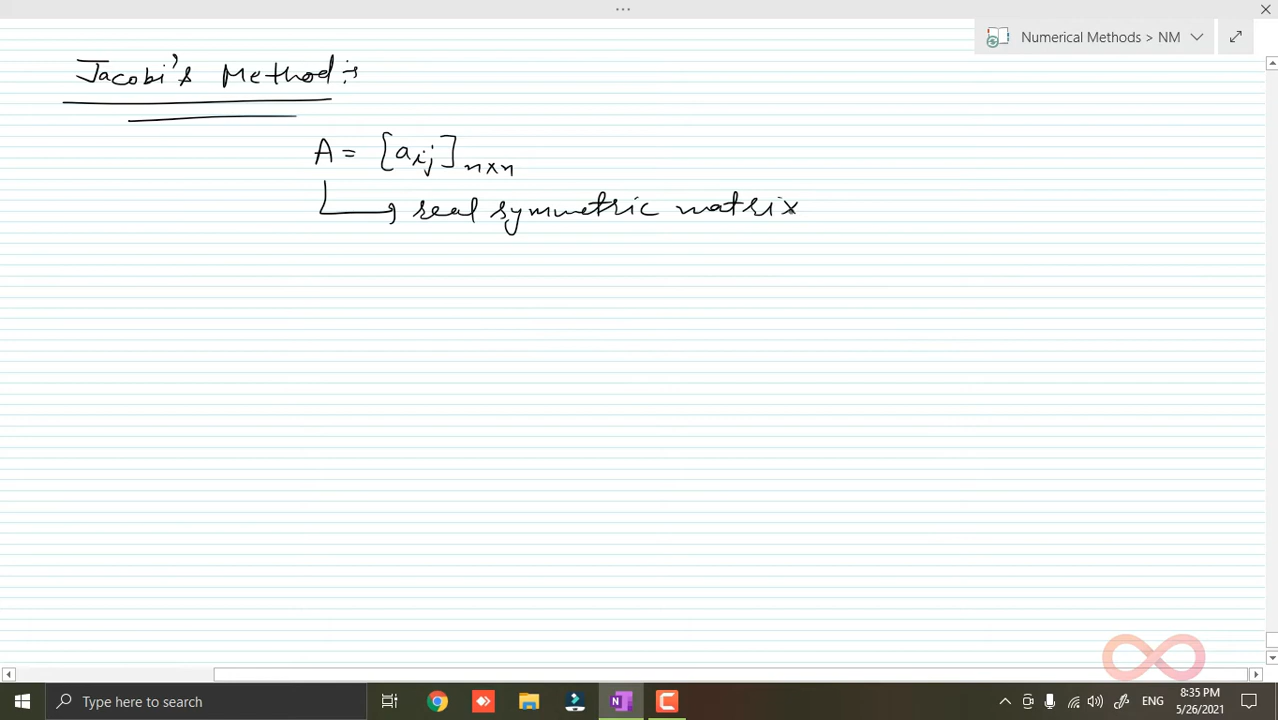 ...
Numerical Methods > NM
Jacobi's Method :-
A = [aij]n×n
real symmetric matrix
Type here to search
N
ENG
8:35 PM
5/26/2021